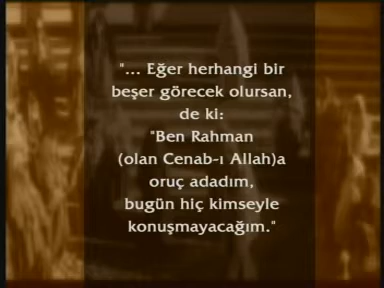 "... Eğer herhangi bir
beşer görecek olursan,
de ki:
"Ben Rahman
(olan Cenab-ı Allah)a
oruç adadım,
bugün hiç kimseyle
konuşmayacağım."